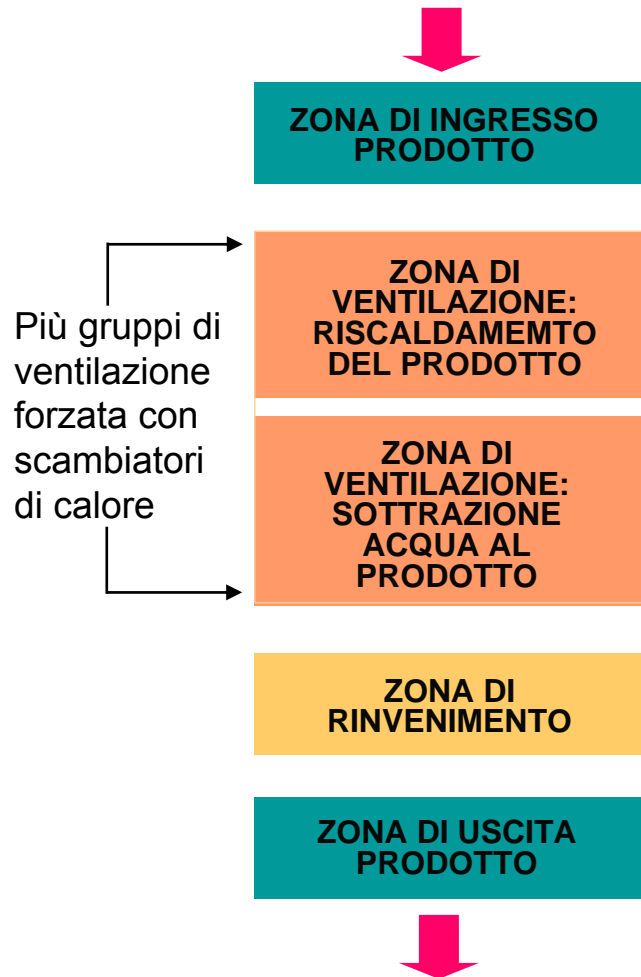 ZONA DI INGRESSO
PRODOTTO
Più gruppi di
ventilazione
forzata con
scambiatori
di calore
ZONA DI
VENTILAZIONE:
RISCALDAMEMTO
DEL PRODOTTO
ZONA DI
VENTILAZIONE:
SOTTRAZIONE
ACQUA AL
PRODOTTO
ZONA DI
RINVENIMENTO
ZONA DI USCITA
PRODOTTO